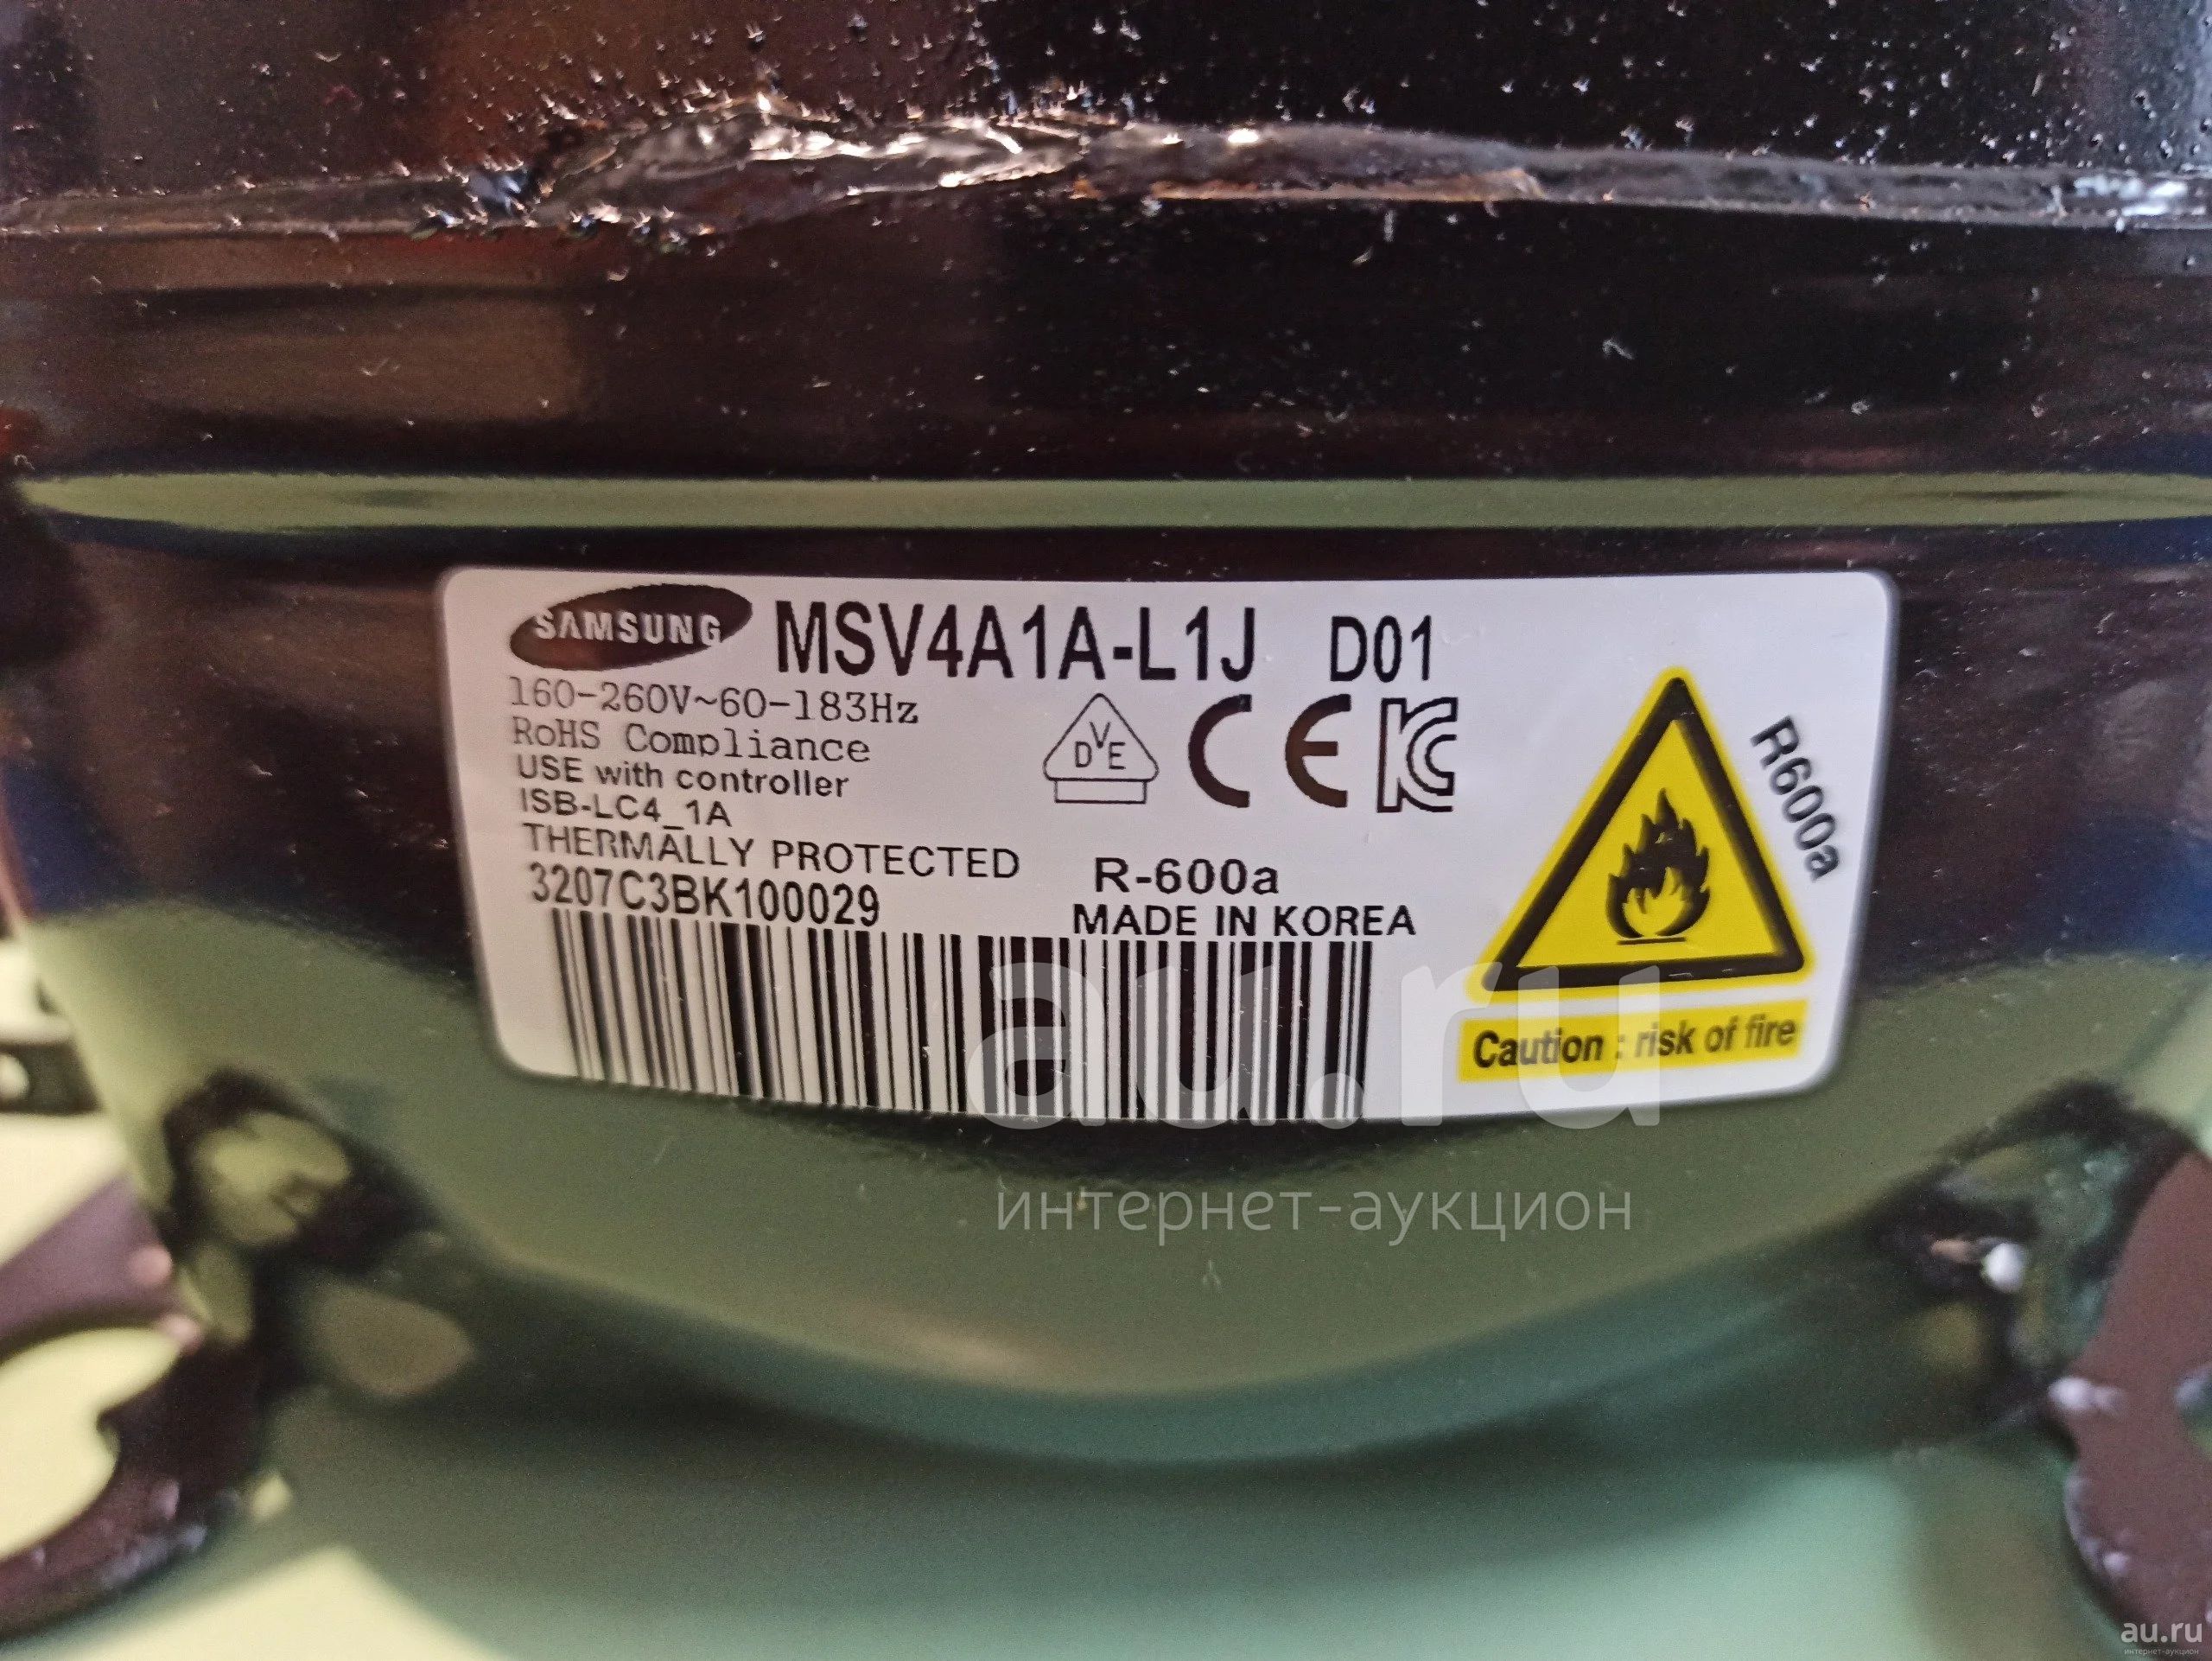 SAMSUNG MSV4A1A-L1J D01
160-260V~60-183Hz
RoHS Compliance
USE with controller
ISB-LC4_1A
THERMALLY PROTECTED
3207C3BK100029
DVE CE KC
R-600a
MADE IN KOREA
R600a
Caution : risk of fire
au.ru
интернет-аукцион
au.ru
интернет-аукцион